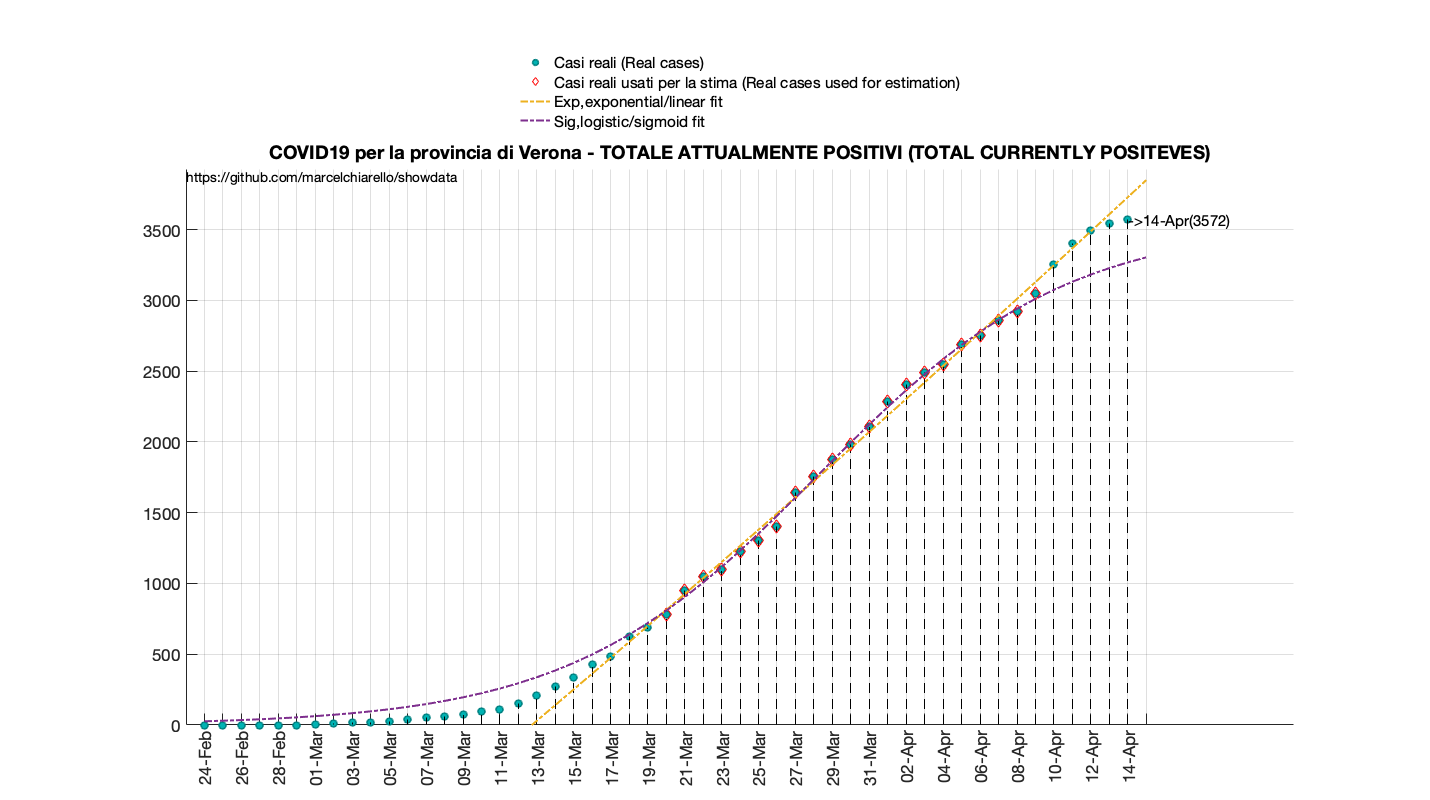 Casi reali (Real cases)
Casi reali usati per la stima (Real cases used for estimation)
Exp,exponential/linear fit
Sig,logistic/sigmoid fit
COVID19 per la provincia di Verona - TOTALE ATTUALMENTE POSITIVI (TOTAL CURRENTLY POSITEVES)
https://github.com/marcelchiarello/showdata
->14-Apr(3572)
3500
3000
2500
2000
1500
1000
500
0
24-Feb
26-Feb
28-Feb
01-Mar
03-Mar
05-Mar
07-Mar
09-Mar
11-Mar
13-Mar
15-Mar
17-Mar
19-Mar
21-Mar
23-Mar
25-Mar
27-Mar
29-Mar
31-Mar
02-Apr
04-Apr
06-Apr
08-Apr
10-Apr
12-Apr
14-Apr